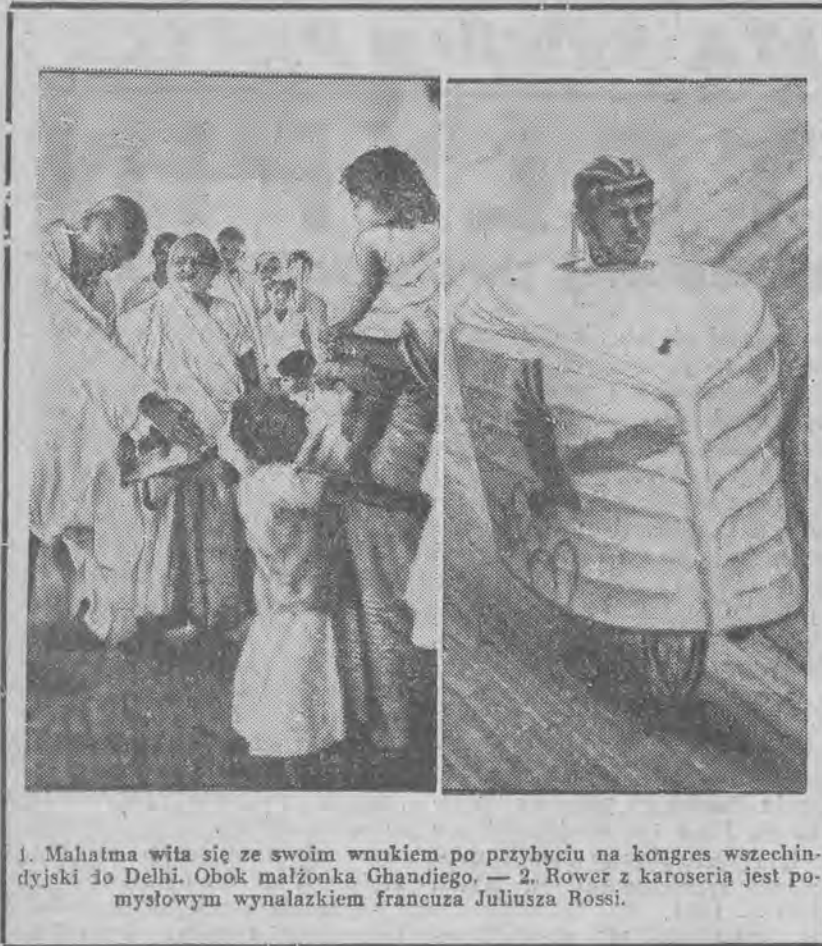 1. Mahatma wita się ze swoim wnukiem po przybyciu na kongres wszechin-
dyjski do Delhi. Obok małżonka Ghandiego. — 2. Rower z karoserią jest po-
mysłowym wynalazkiem francuza Juliusza Rossi.